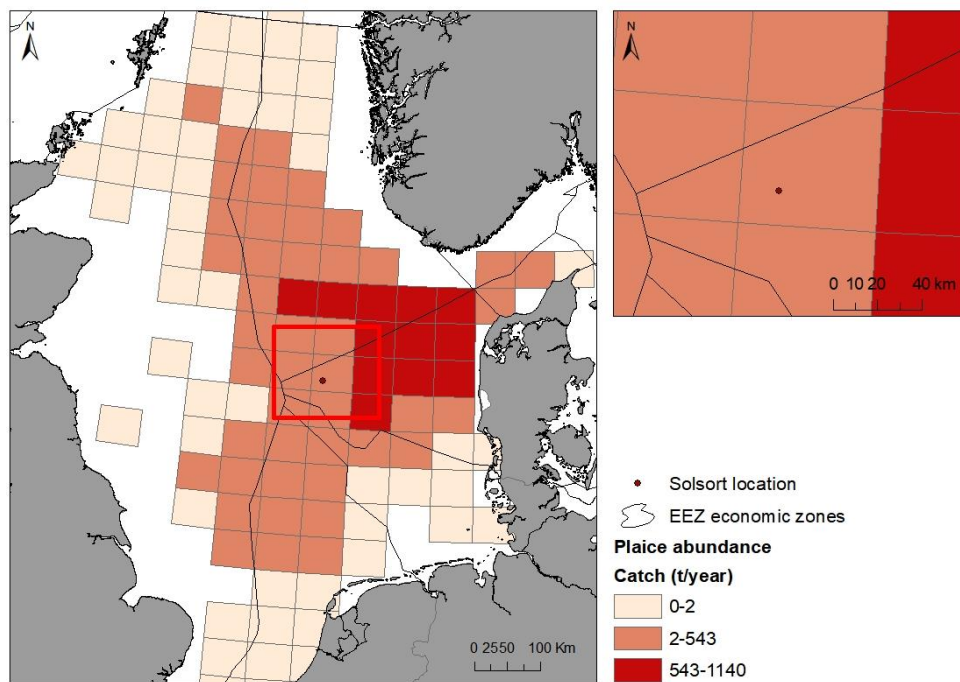 N
0 2550 100 Km
N
0 10 20 40 km
Solsort location
EEZ economic zones
Plaice abundance
Catch (t/year)
0-2
2-543
543-1140